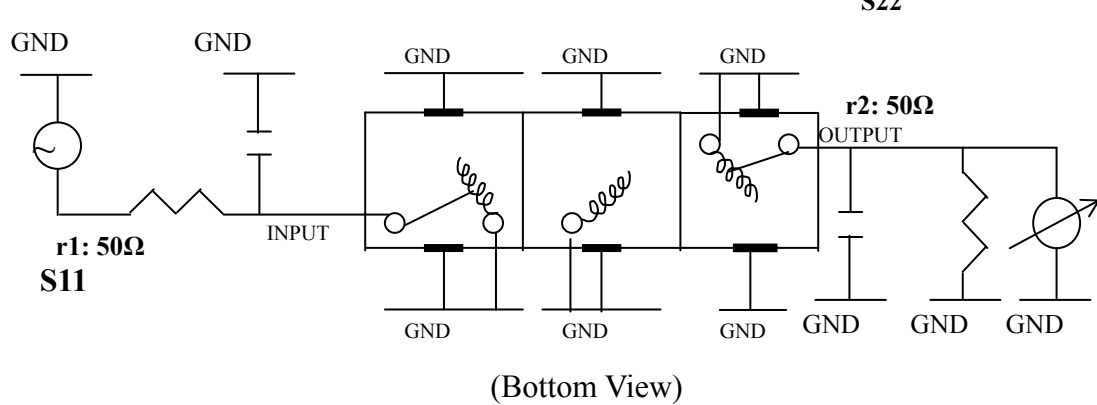 S22
GND GND
GND GND GND
r2: 50Ω
OUTPUT
INPUT
r1: 50Ω
S11
GND GND GND
GND GND GND
(Bottom View)